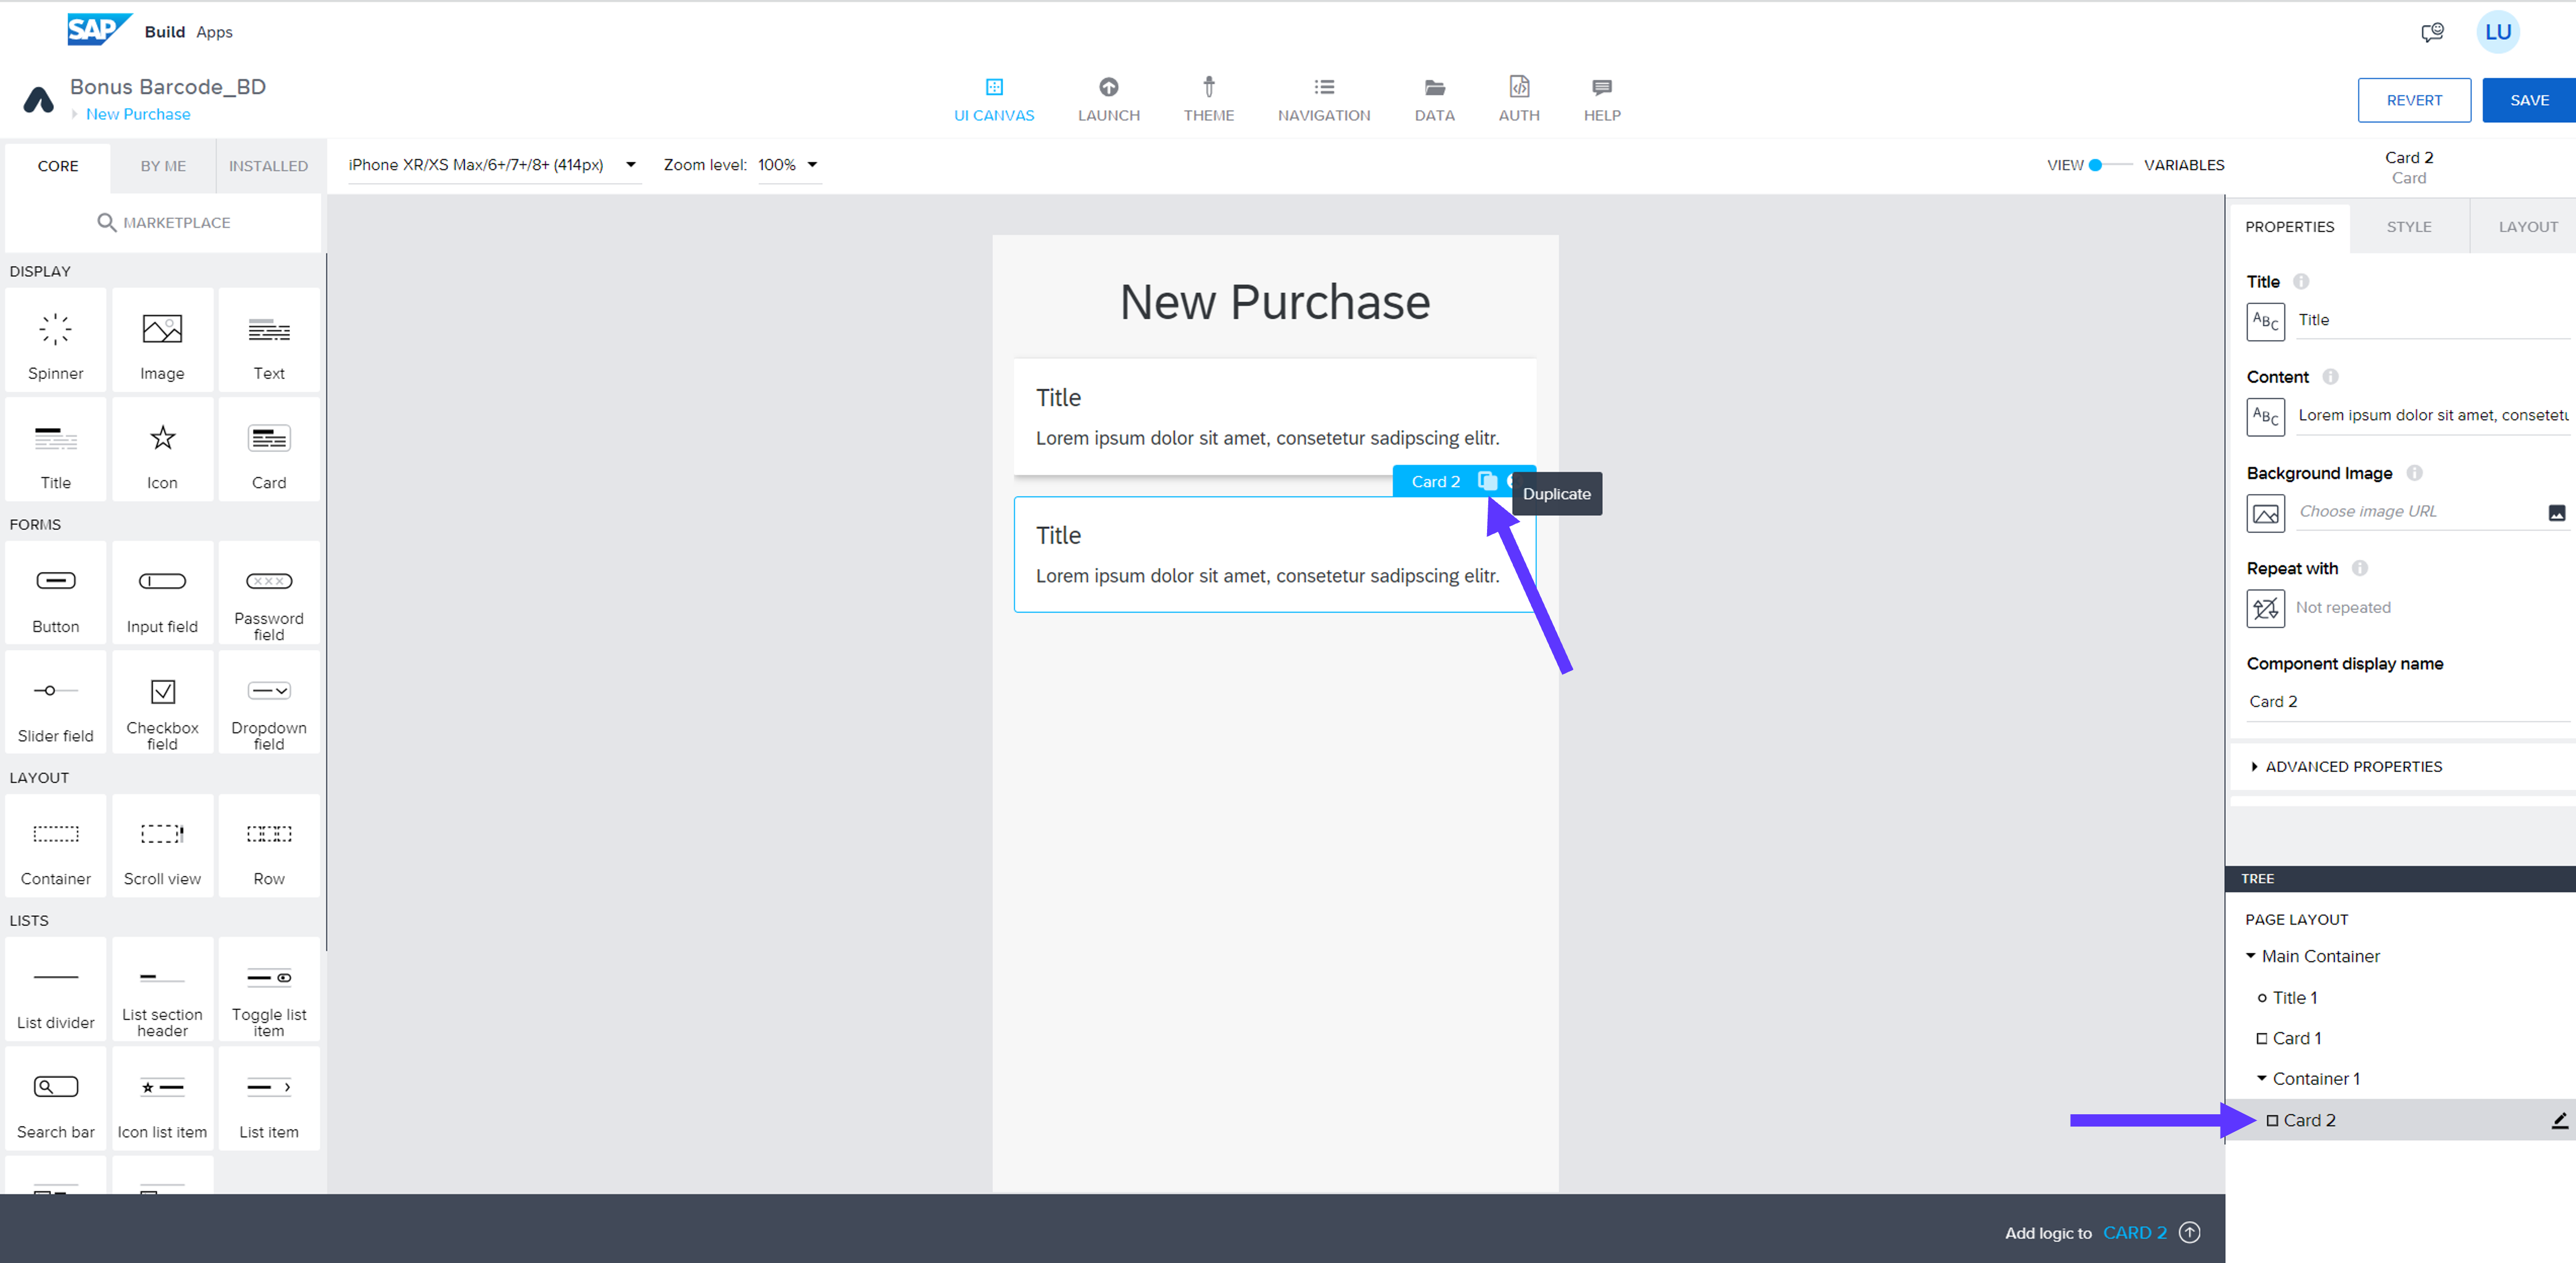 SAP Build Apps
LU
Bonus Barcode_BD
New Purchase
UI CANVAS
LAUNCH
THEME
NAVIGATION
DATA
AUTH
HELP
REVERT
SAVE
CORE
BY ME
INSTALLED
iPhone XR/XS Max/6+/7+/8+ (414px)
Zoom level: 100%
VIEW
VARIABLES
Card 2
Card
MARKETPLACE
PROPERTIES
STYLE
LAYOUT
DISPLAY
Spinner
Image
Text
Title
Icon
Card
FORMS
Button
Input field
Password
field
Slider field
Checkbox
field
Dropdown
field
LAYOUT
Container
Scroll view
Row
LISTS
List divider
List section
header
Toggle list
item
Search bar
Icon list item
List item
New Purchase
Title
Lorem ipsum dolor sit amet, consetetur sadipscing elitr.
Card 2
Duplicate
Title
Lorem ipsum dolor sit amet, consetetur sadipscing elitr.
Title
ABC
Title
Content
ABC
Lorem ipsum dolor sit amet, consetetu
Background Image
Choose image URL
Repeat with
Not repeated
Component display name
Card 2
ADVANCED PROPERTIES
TREE
PAGE LAYOUT
Main Container
Title 1
Card 1
Container 1
Card 2
Add logic to CARD 2